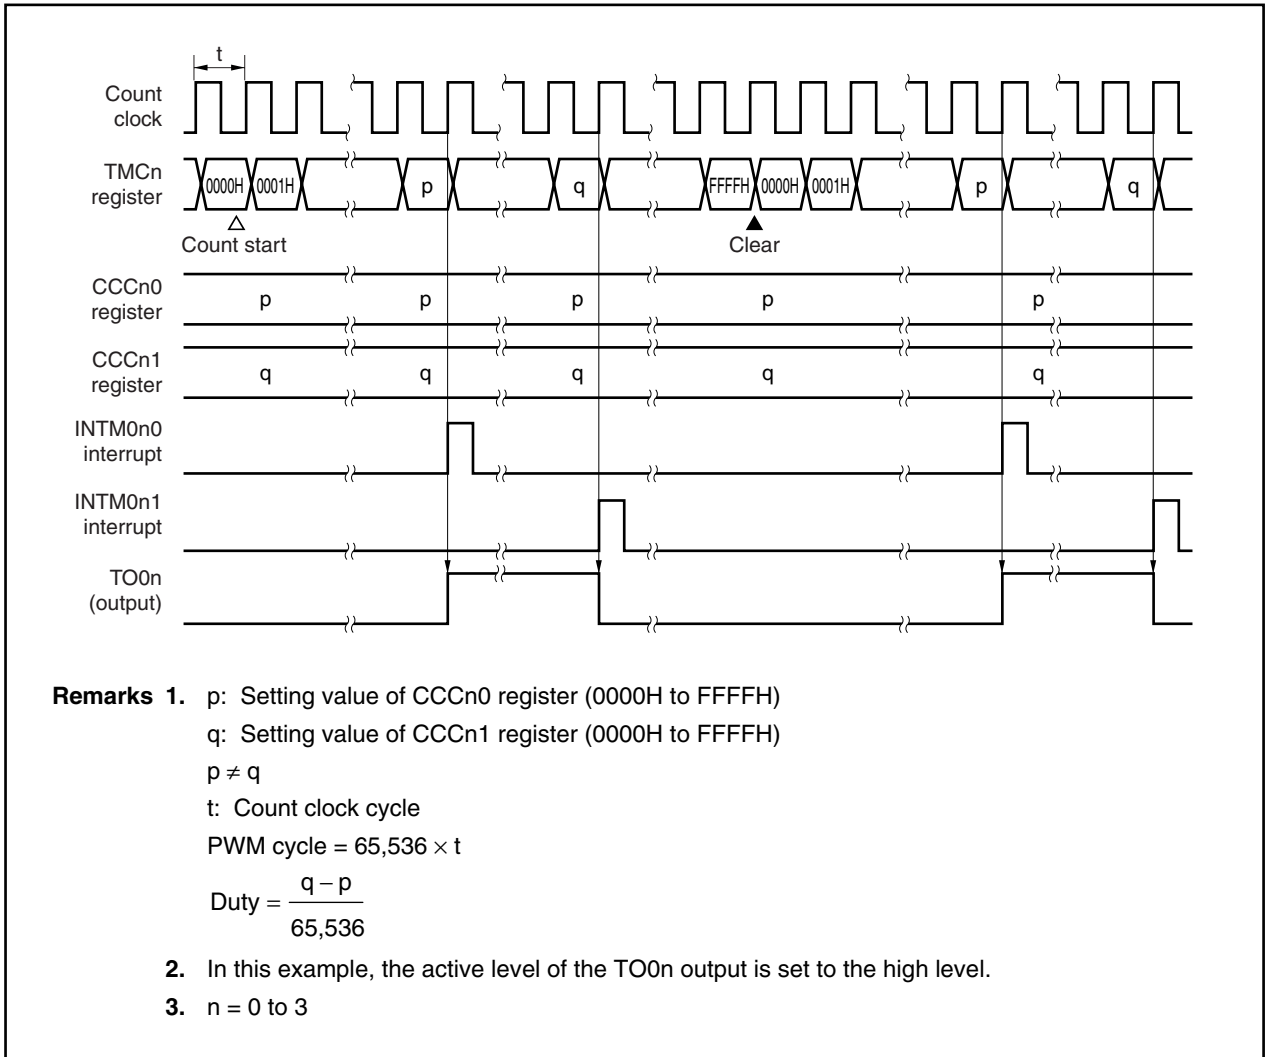 t
Count
clock
TMCn
register
0000H 0001H p q FFFFH 0000H 0001H p q
Count start Clear
CCCn0
register
p p p p p
CCCn1
register
q q q q q
INTM0n0
interrupt
INTM0n1
interrupt
TO0n
(output)
Remarks 1. p: Setting value of CCCn0 register (0000H to FFFFH)
q: Setting value of CCCn1 register (0000H to FFFFH)
p ≠ q
t: Count clock cycle
PWM cycle = 65,536 × t
Duty = q – p
65,536
2. In this example, the active level of the TO0n output is set to the high level.
3. n = 0 to 3